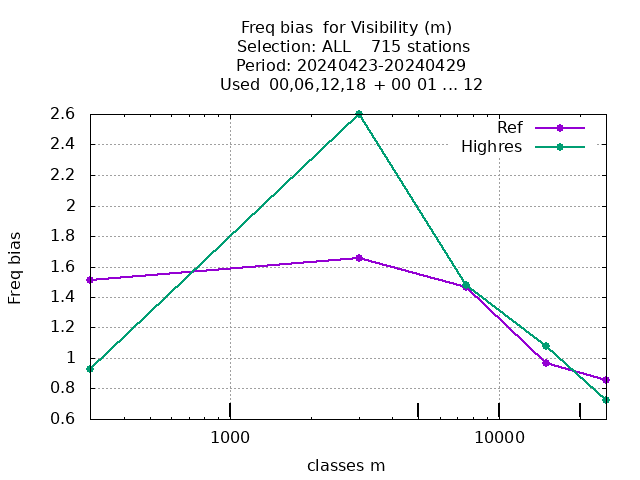 Freq bias for Visibility (m)
Selection: ALL 715 stations
Period: 20240423-20240429
Used 00,06,12,18 + 00 01 ... 12
Ref
Highres
2.6
2.4
2.2
2
1.8
1.6
1.4
1.2
1
0.8
0.6
Freq bias
1000
10000
classes m